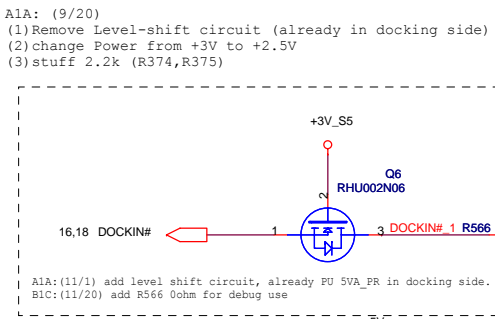 A1A: (9/20)
(1)Remove Level-shift circuit (already in docking side)
(2)change Power from +3V to +2.5V
(3)stuff 2.2k (R374,R375)
+3V_S5
Q6
RHU002N06
2
16,18 DOCKIN#
1
3 DOCKIN#_1 R566
A1A:(11/1) add level shift circuit, already PU 5VA_PR in docking side.
B1C:(11/20) add R566 0ohm for debug use